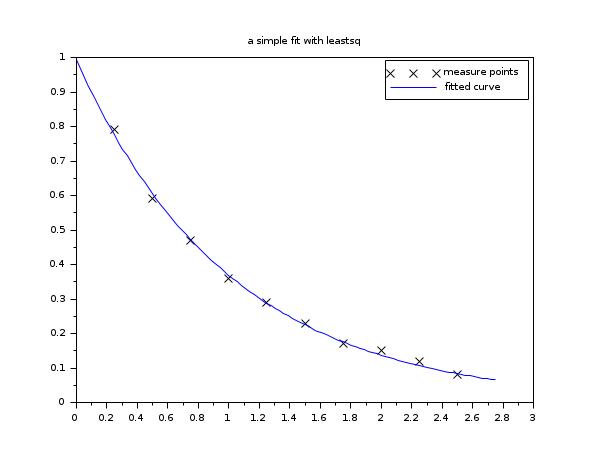 a simple fit with leastsq
measure points
fitted curve
1
0.9
0.8
0.7
0.6
0.5
0.4
0.3
0.2
0.1
0
0 0.2 0.4 0.6 0.8 1 1.2 1.4 1.6 1.8 2 2.2 2.4 2.6 2.8 3